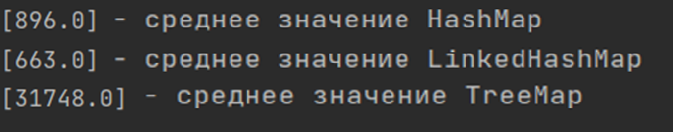 [896.0] - среднее значение HashMap
[663.0] - среднее значение LinkedHashMap
[31748.0] - среднее значение TreeMap